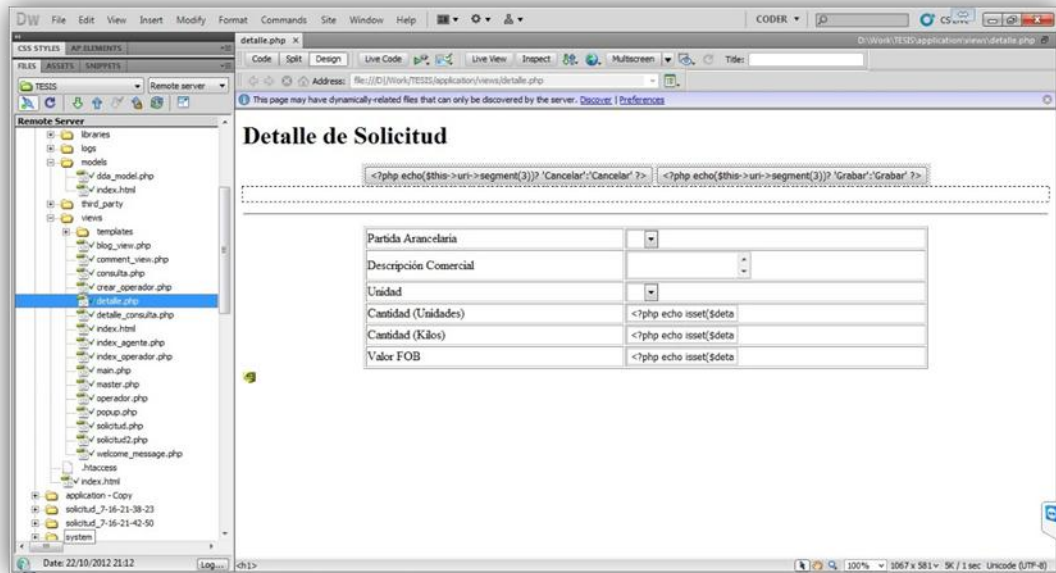 DW File Edit View Insert Modify Format Commands Site Window Help CODER CS LIVE
CSS STYLES AP ELEMENTS
detalle.php × D:\Work\TESIS\application\views\detalle.php
FILES ASSETS SNIPPETS
Code Split Design Live Code Live View Inspect Multiscreen Title:
TESIS Remote server
Address: file:///D|/Work/TESIS/application/views/detalle.php
This page may have dynamically-related files that can only be discovered by the server. Discover | Preferences
Remote Server
libraries
logs
models
dda_model.php
index.html
third_party
views
templates
blog_view.php
comment_view.php
consulta.php
crear_operador.php
detalle.php
detalle_consulta.php
index.html
index_agente.php
index_operador.php
main.php
master.php
operador.php
popup.php
solicitud.php
solicitud2.php
welcome_message.php
.htaccess
index.html
application - Copy
solicitud_7-16-21-38-23
solicitud_7-16-21-42-50
system
Detalle de Solicitud
<?php echo($this->uri->segment(3))? 'Cancelar':'Cancelar' ?> <?php echo($this->uri->segment(3))? 'Grabar':'Grabar' ?>
Partida Arancelaria
Descripción Comercial
Unidad
Cantidad (Unidades) <?php echo isset($deta
Cantidad (Kilos) <?php echo isset($deta
Valor FOB <?php echo isset($deta
Date: 22/10/2012 21:12 Log... <h1> 100% 1067 x 581 5K / 1 sec Unicode (UTF-8)